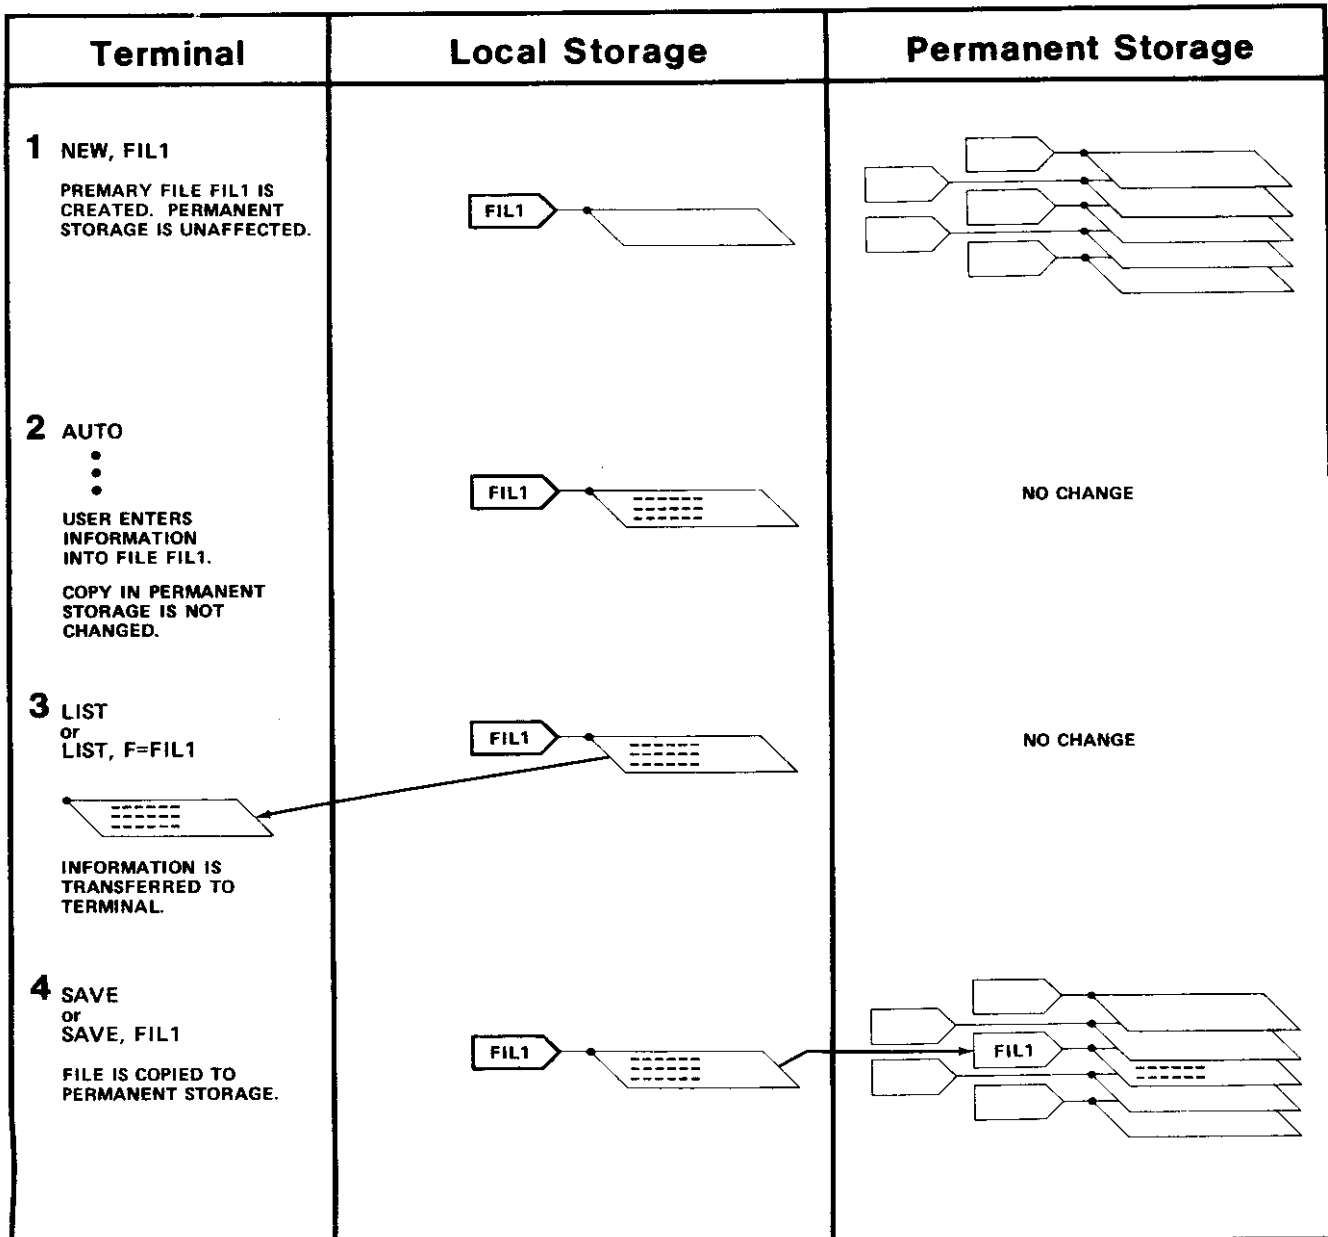 Terminal
Local Storage
Permanent Storage
1 NEW, FIL1
PREMARY FILE FIL1 IS
CREATED. PERMANENT
STORAGE IS UNAFFECTED.
FIL1
2 AUTO
USER ENTERS
INFORMATION
INTO FILE FIL1.
COPY IN PERMANENT
STORAGE IS NOT
CHANGED.
FIL1
NO CHANGE
3 LIST
or
LIST, F=FIL1
INFORMATION IS
TRANSFERRED TO
TERMINAL.
FIL1
NO CHANGE
4 SAVE
or
SAVE, FIL1
FILE IS COPIED TO
PERMANENT STORAGE.
FIL1
FIL1